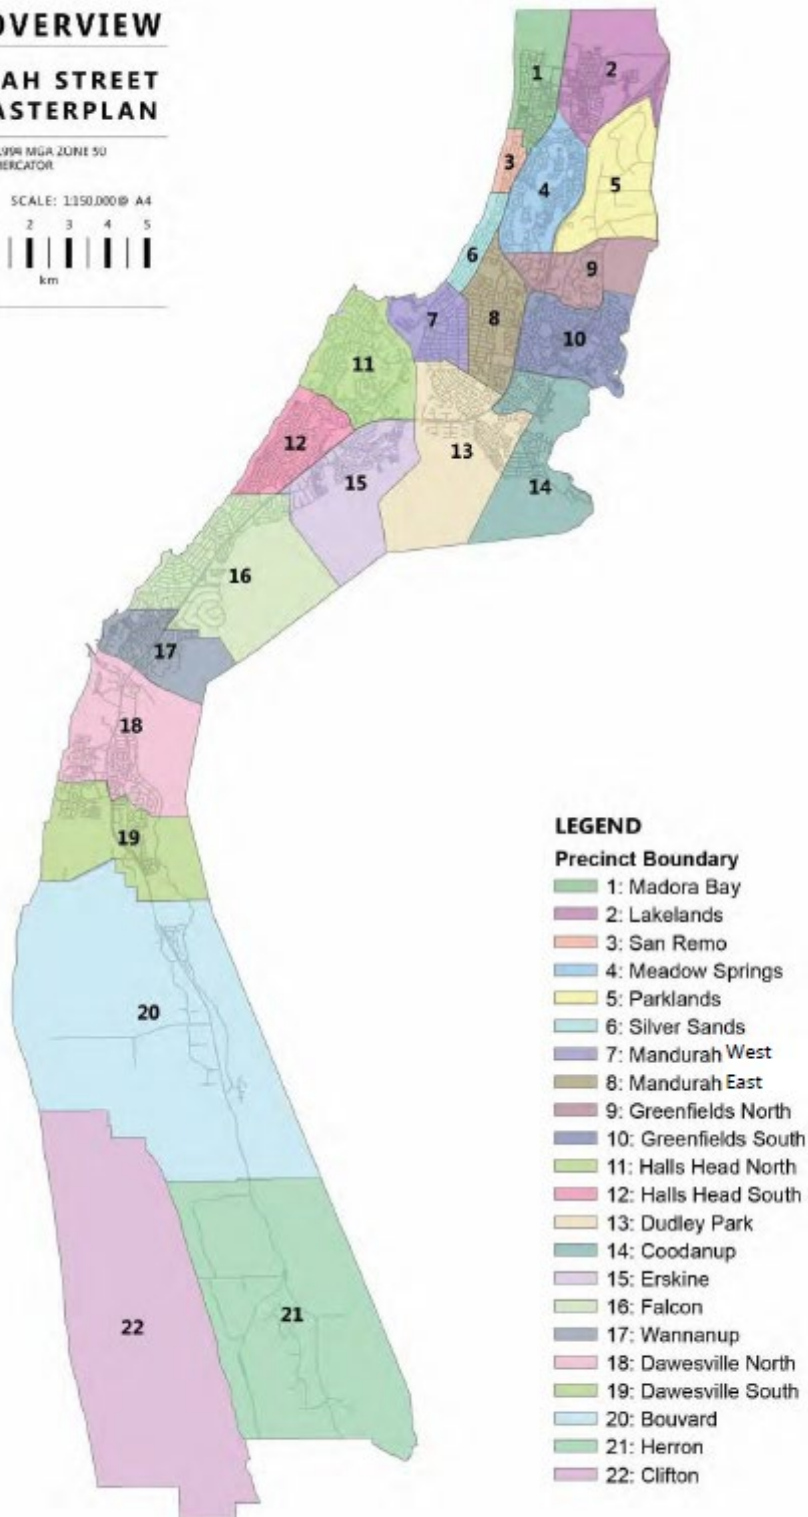 OVERVIEW
AH STREET
ASTERPLAN
1994 MGA ZONE 50
MERCATOR
SCALE: 1:150,000 @ A4
2 3 4 5
km
1
2
3
4
5
6
7
8
9
10
11
12
13
14
15
16
17
18
19
20
21
22
LEGEND
Precinct Boundary
1: Madora Bay
2: Lakelands
3: San Remo
4: Meadow Springs
5: Parklands
6: Silver Sands
7: Mandurah West
8: Mandurah East
9: Greenfields North
10: Greenfields South
11: Halls Head North
12: Halls Head South
13: Dudley Park
14: Coodanup
15: Erskine
16: Falcon
17: Wannanup
18: Dawesville North
19: Dawesville South
20: Bouvard
21: Herron
22: Clifton